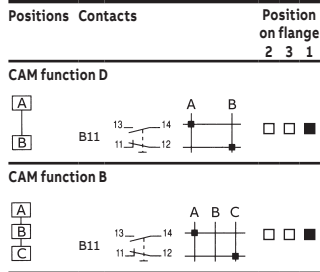 Positions Contacts Position
on flange
2 3 1
CAM function D
A
B
B11
13 14
11 12
A B
CAM function B
A
B
C
B11
13 14
11 12
A B C